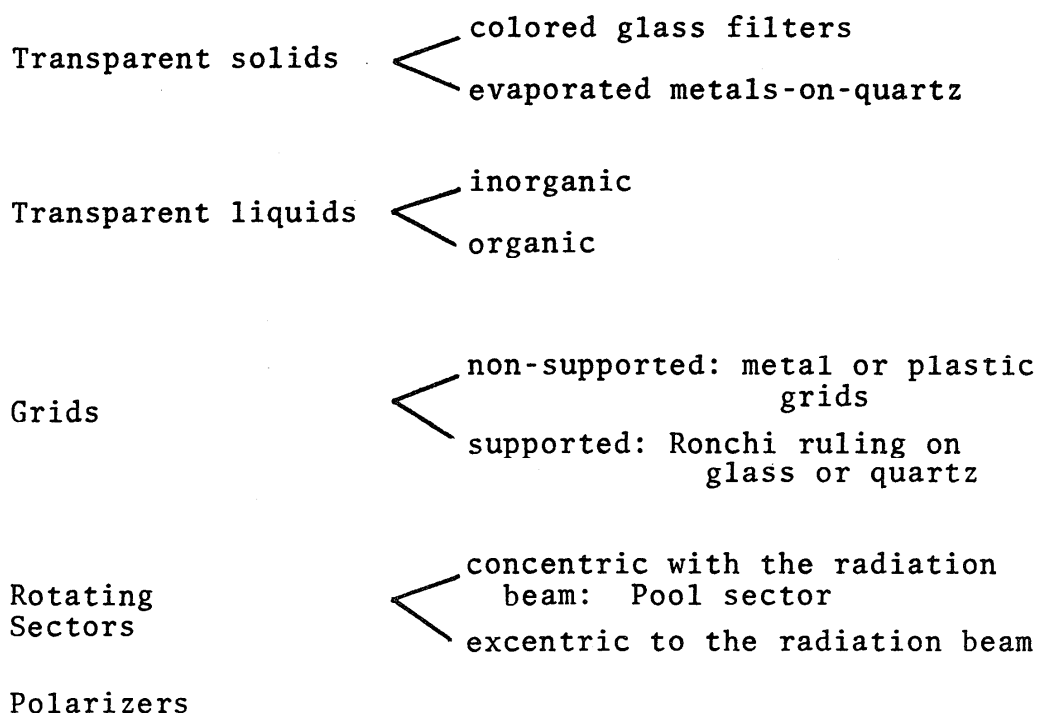 Transparent solids
colored glass filters
evaporated metals-on-quartz
Transparent liquids
inorganic
organic
Grids
non-supported: metal or plastic
grids
supported: Ronchi ruling on
glass or quartz
Rotating
Sectors
concentric with the radiation
beam: Pool sector
excentric to the radiation beam
Polarizers